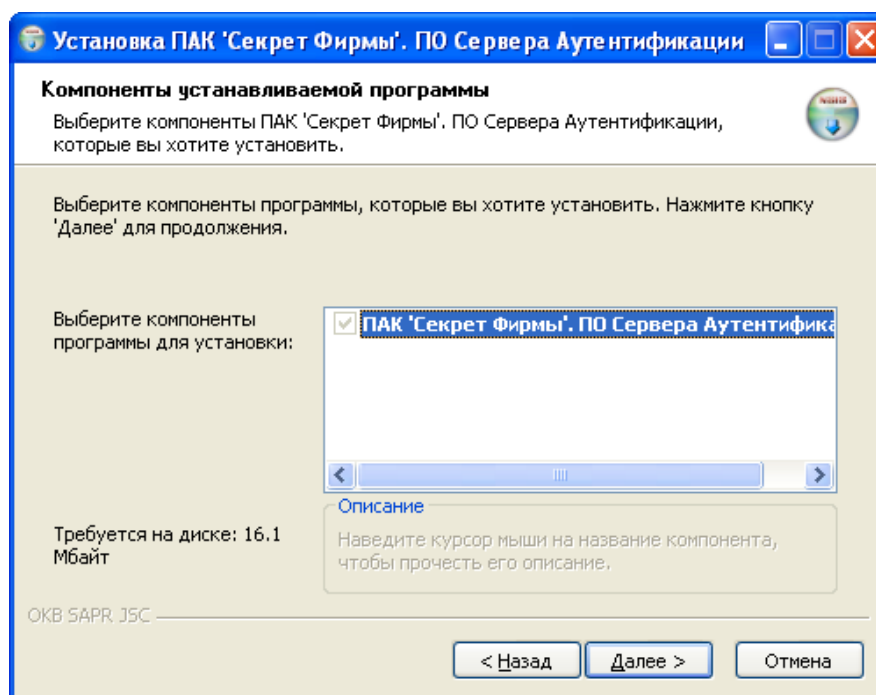 Установка ПАК 'Секрет Фирмы'. ПО Сервера Аутентификации
Компоненты устанавливаемой программы
Выберите компоненты ПАК 'Секрет Фирмы'. ПО Сервера Аутентификации,
которые вы хотите установить.
Выберите компоненты программы, которые вы хотите установить. Нажмите кнопку
'Далее' для продолжения.
Выберите компоненты
программы для установки:
ПАК 'Секрет Фирмы'. ПО Сервера Аутентифика
Описание
Наведите курсор мыши на название компонента,
чтобы прочесть его описание.
Требуется на диске: 16.1
Мбайт
OKB SAPR JSC
< Назад
Далее >
Отмена